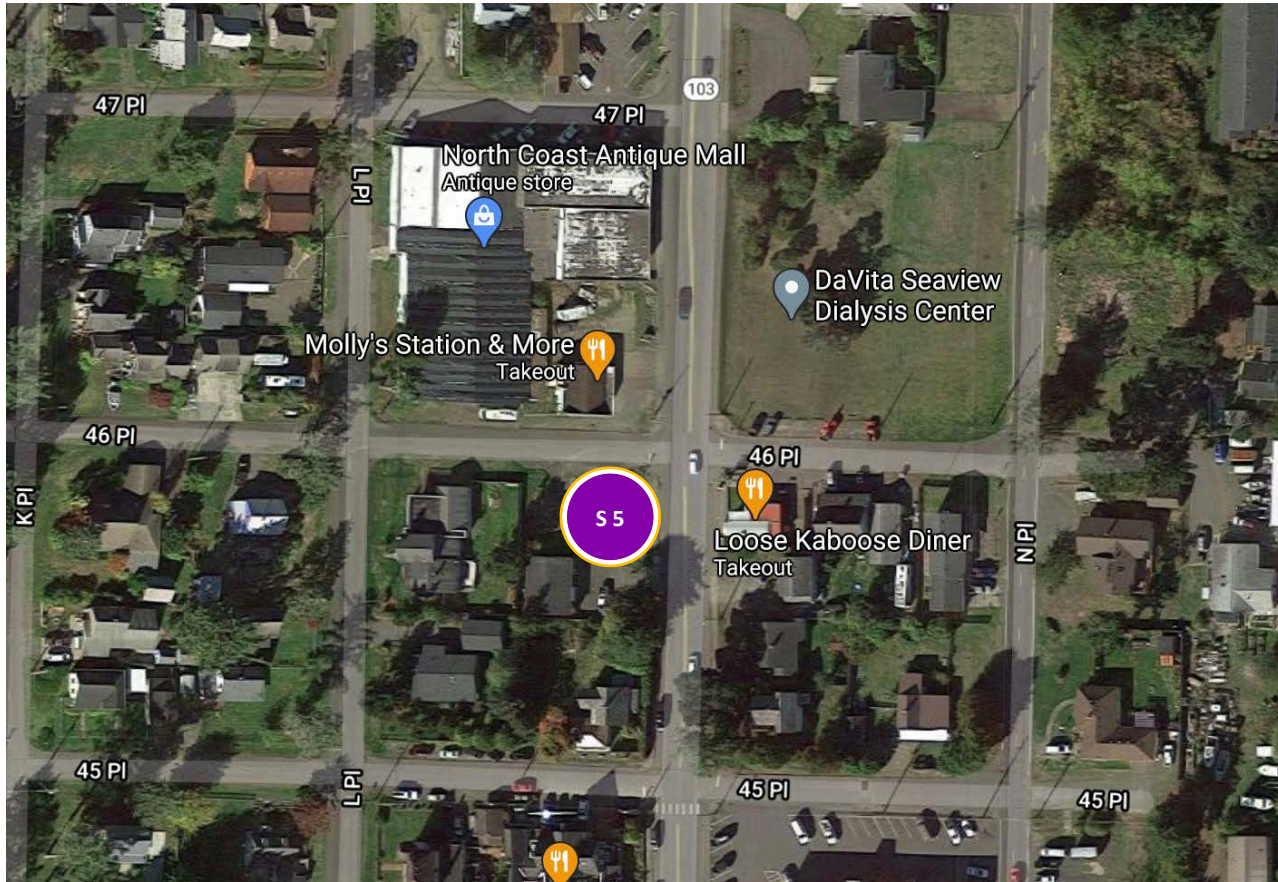 103
47 Pl
47 Pl
North Coast Antique Mall
Antique store
L Pl
DaVita Seaview
Dialysis Center
Molly's Station & More
Takeout
46 Pl
46 Pl
K Pl
S 5
Loose Kaboose Diner
Takeout
N Pl
45 Pl
L Pl
45 Pl
45 Pl